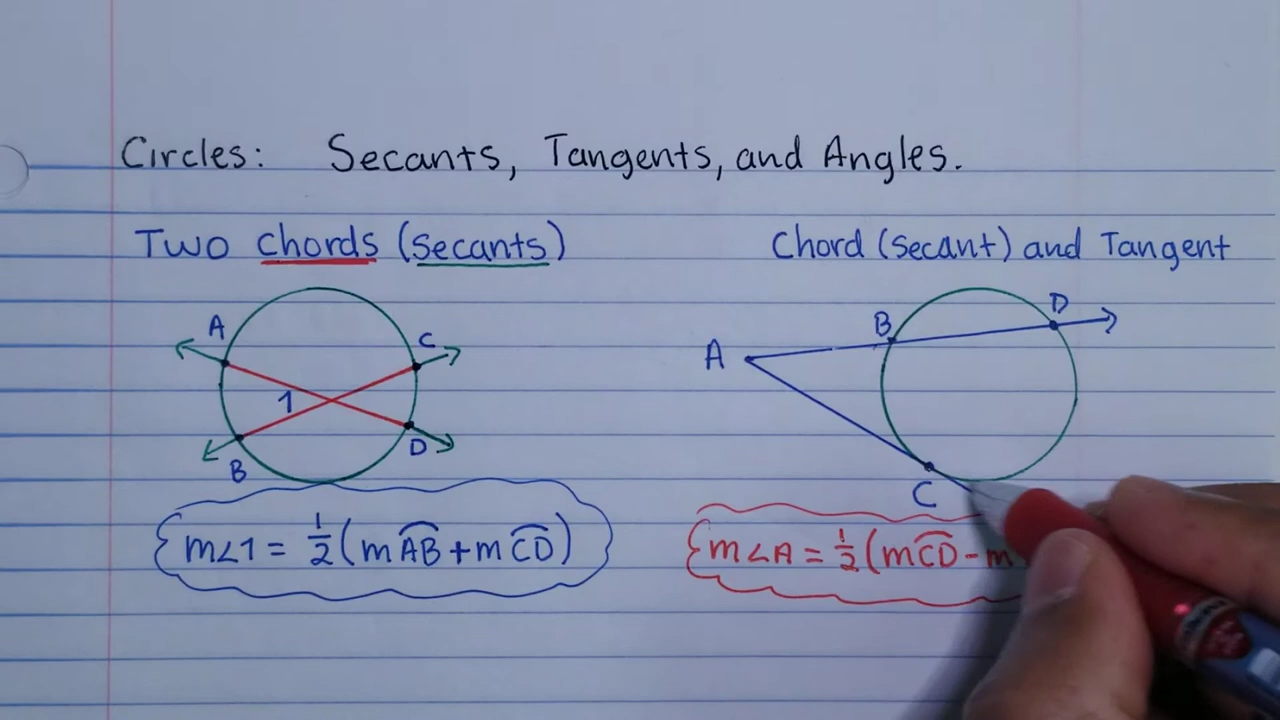 Circles: Secants, Tangents, and Angles.
Two Chords (Secants)
Chord (Secant) and Tangent
A
C
1
B
D
m∠1 = ½(mAB + mCD)
B
D
A
C
m∠A = ½(mCD - m